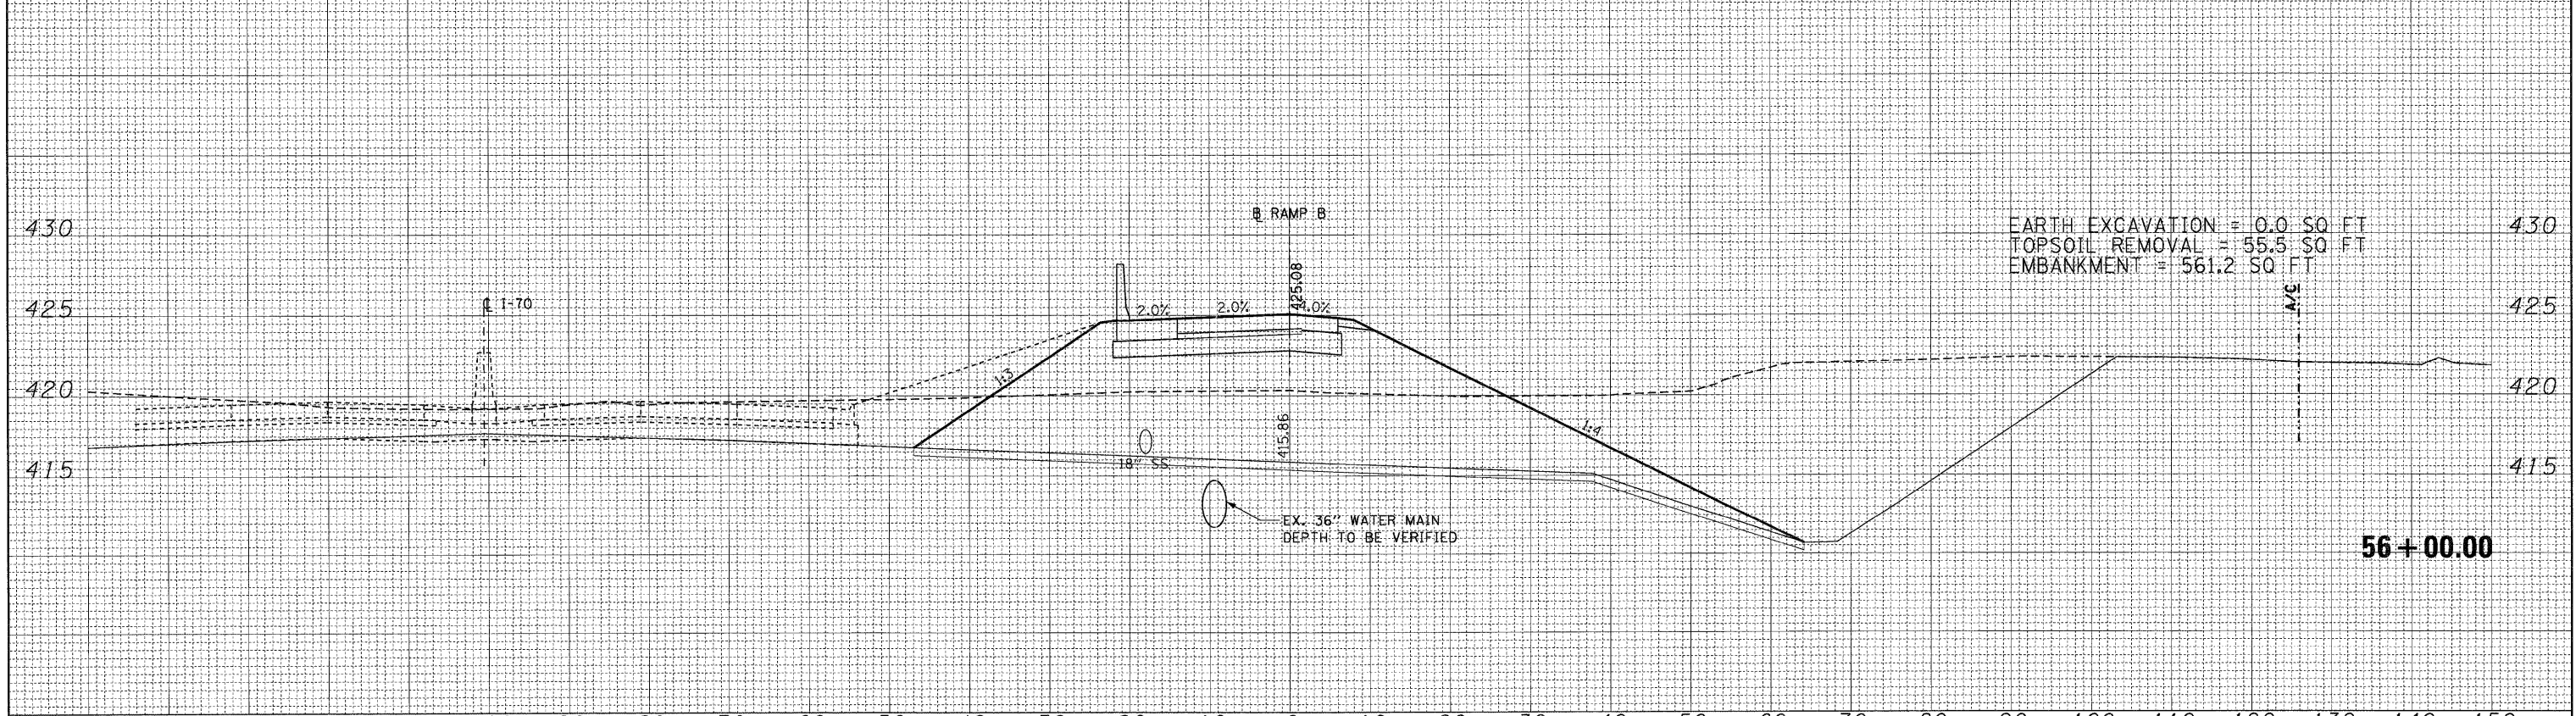 430
425
420
415
℄ I-70
1:3
B̲ RAMP B
425.08
2.0%
2.0%
4.0%
415.86
18" SS
EX. 36" WATER MAIN
DEPTH TO BE VERIFIED
1:4
EARTH EXCAVATION = 0.0 SQ FT
TOPSOIL REMOVAL = 55.5 SQ FT
EMBANKMENT = 561.2 SQ FT
A/C
430
425
420
415
56+00.00